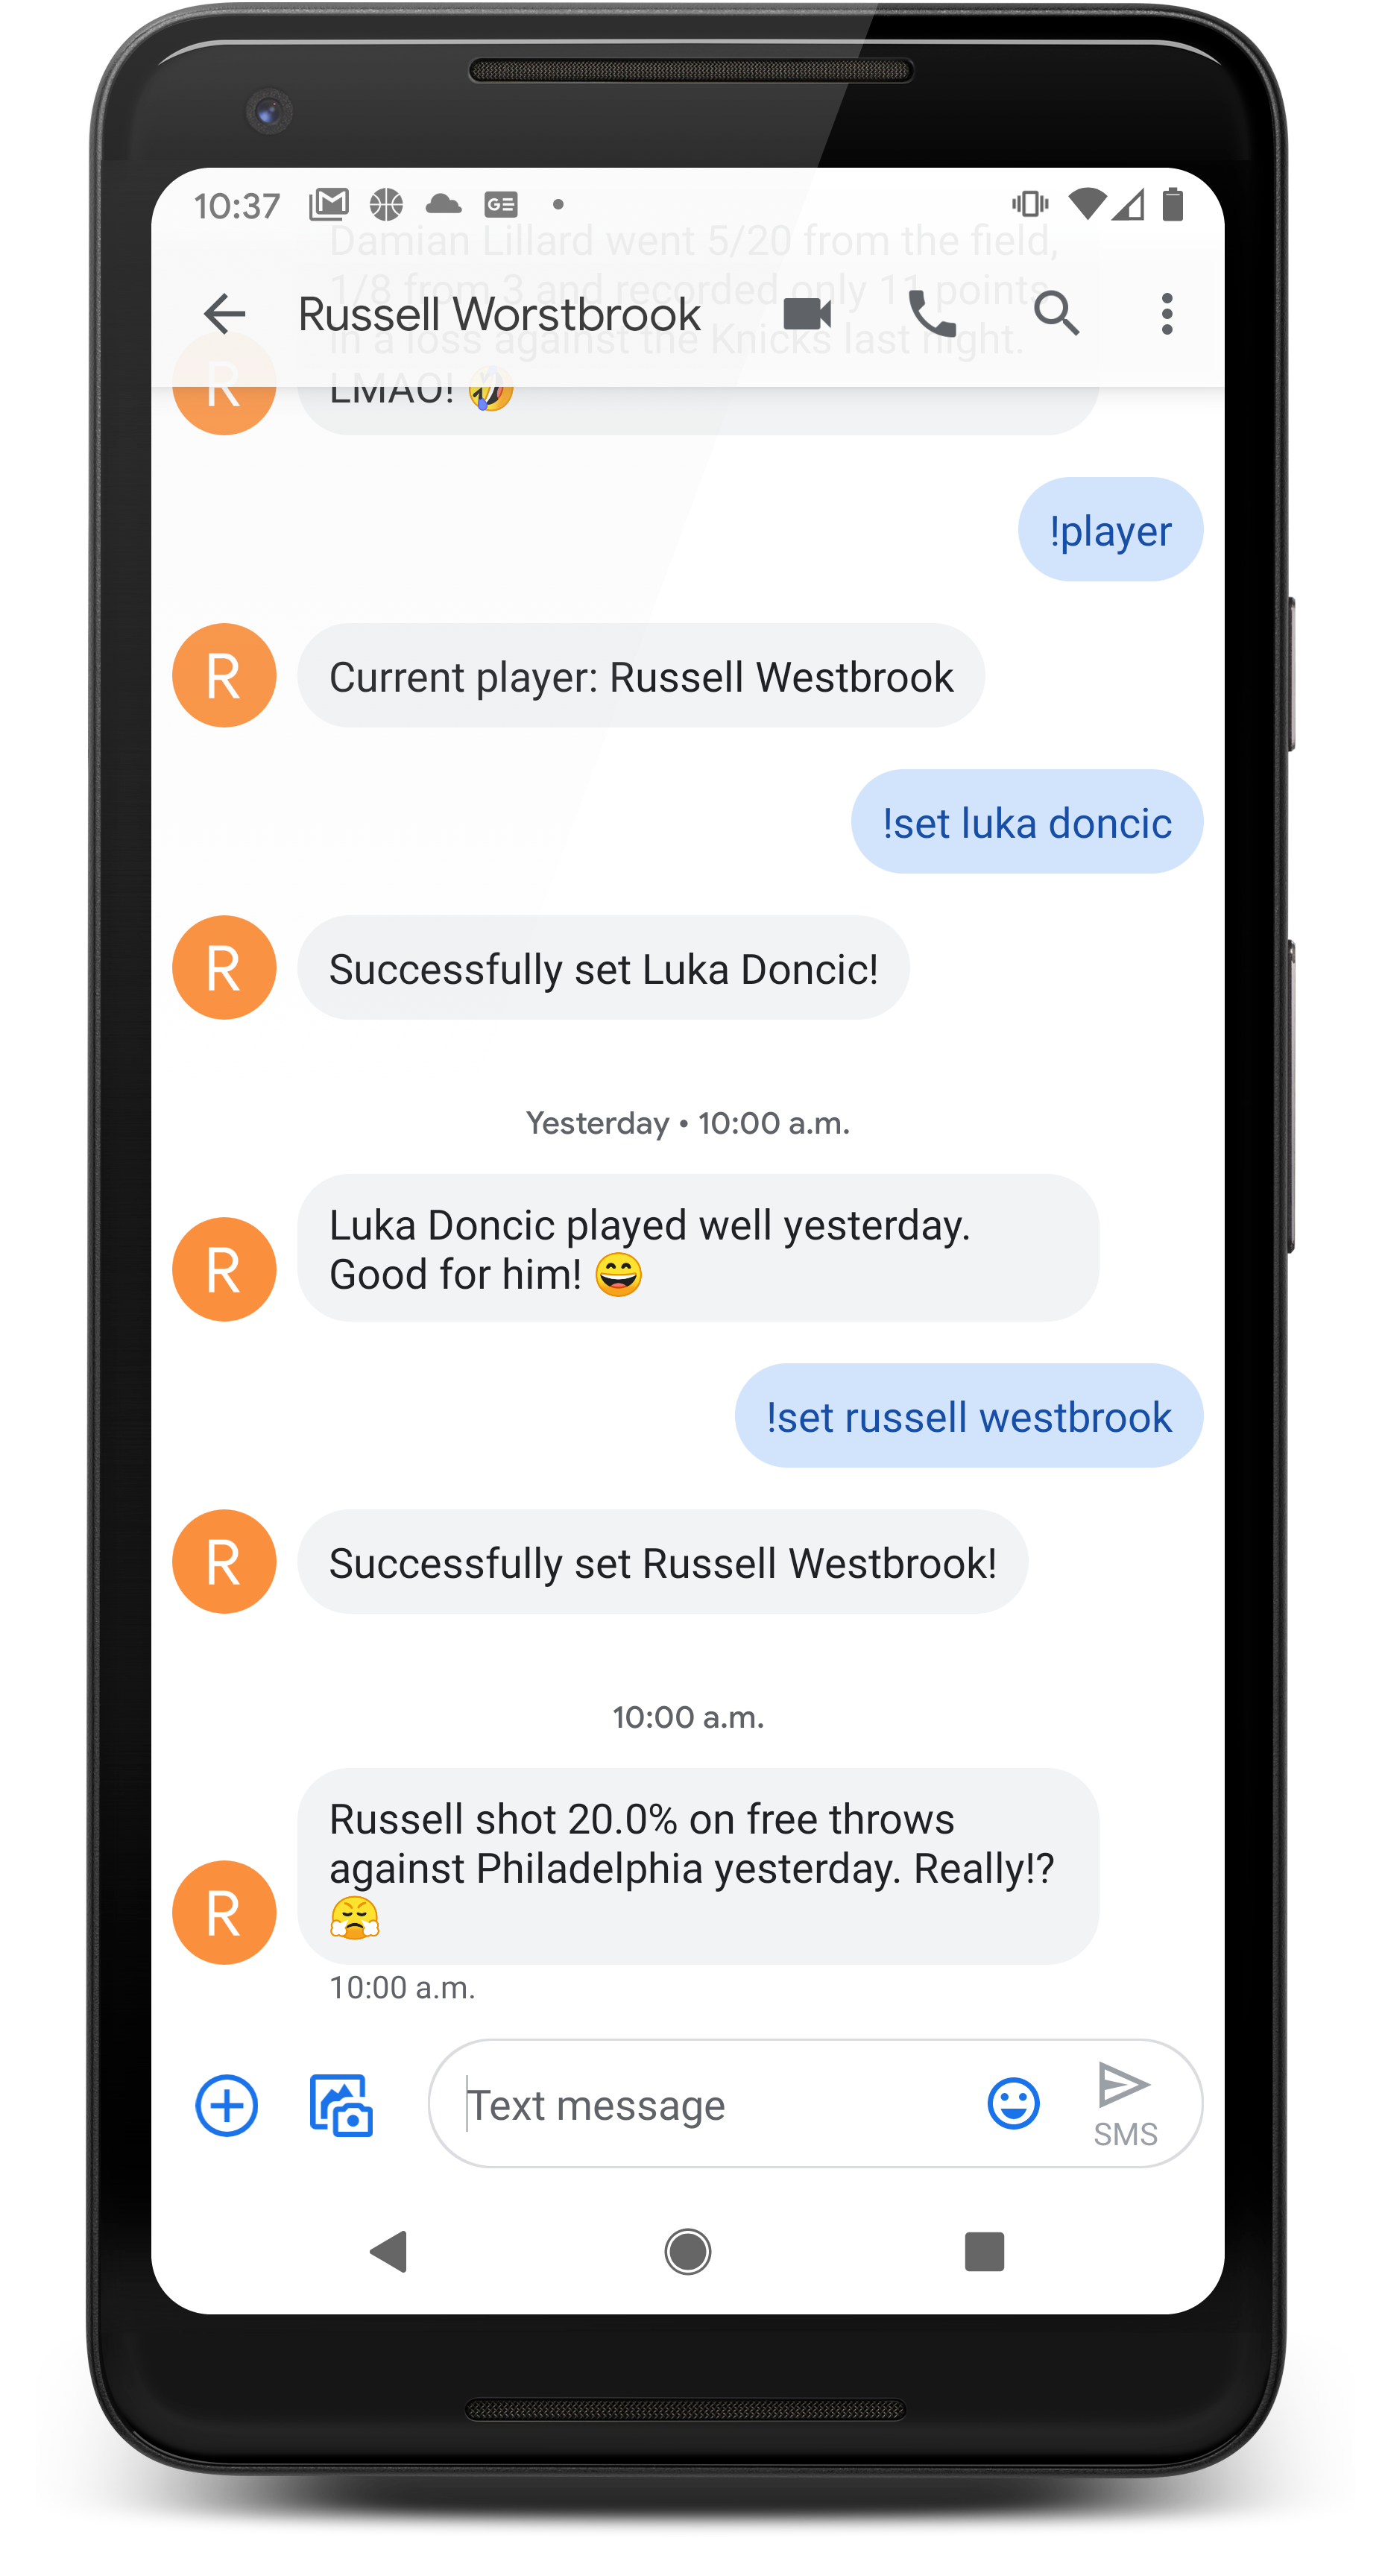 10:37
GE
Damian Lillard went 5/20 from the field,
1/8 from 3 and recorded only 11 points
in a loss against the Knicks last night.
LMAO! 🤣
Russell Worstbrook
R
!player
R
Current player: Russell Westbrook
!set luka doncic
R
Successfully set Luka Doncic!
Yesterday • 10:00 a.m.
Luka Doncic played well yesterday.
Good for him! 😄
R
!set russell westbrook
R
Successfully set Russell Westbrook!
10:00 a.m.
Russell shot 20.0% on free throws
against Philadelphia yesterday. Really!?
😤
R
10:00 a.m.
Text message
SMS